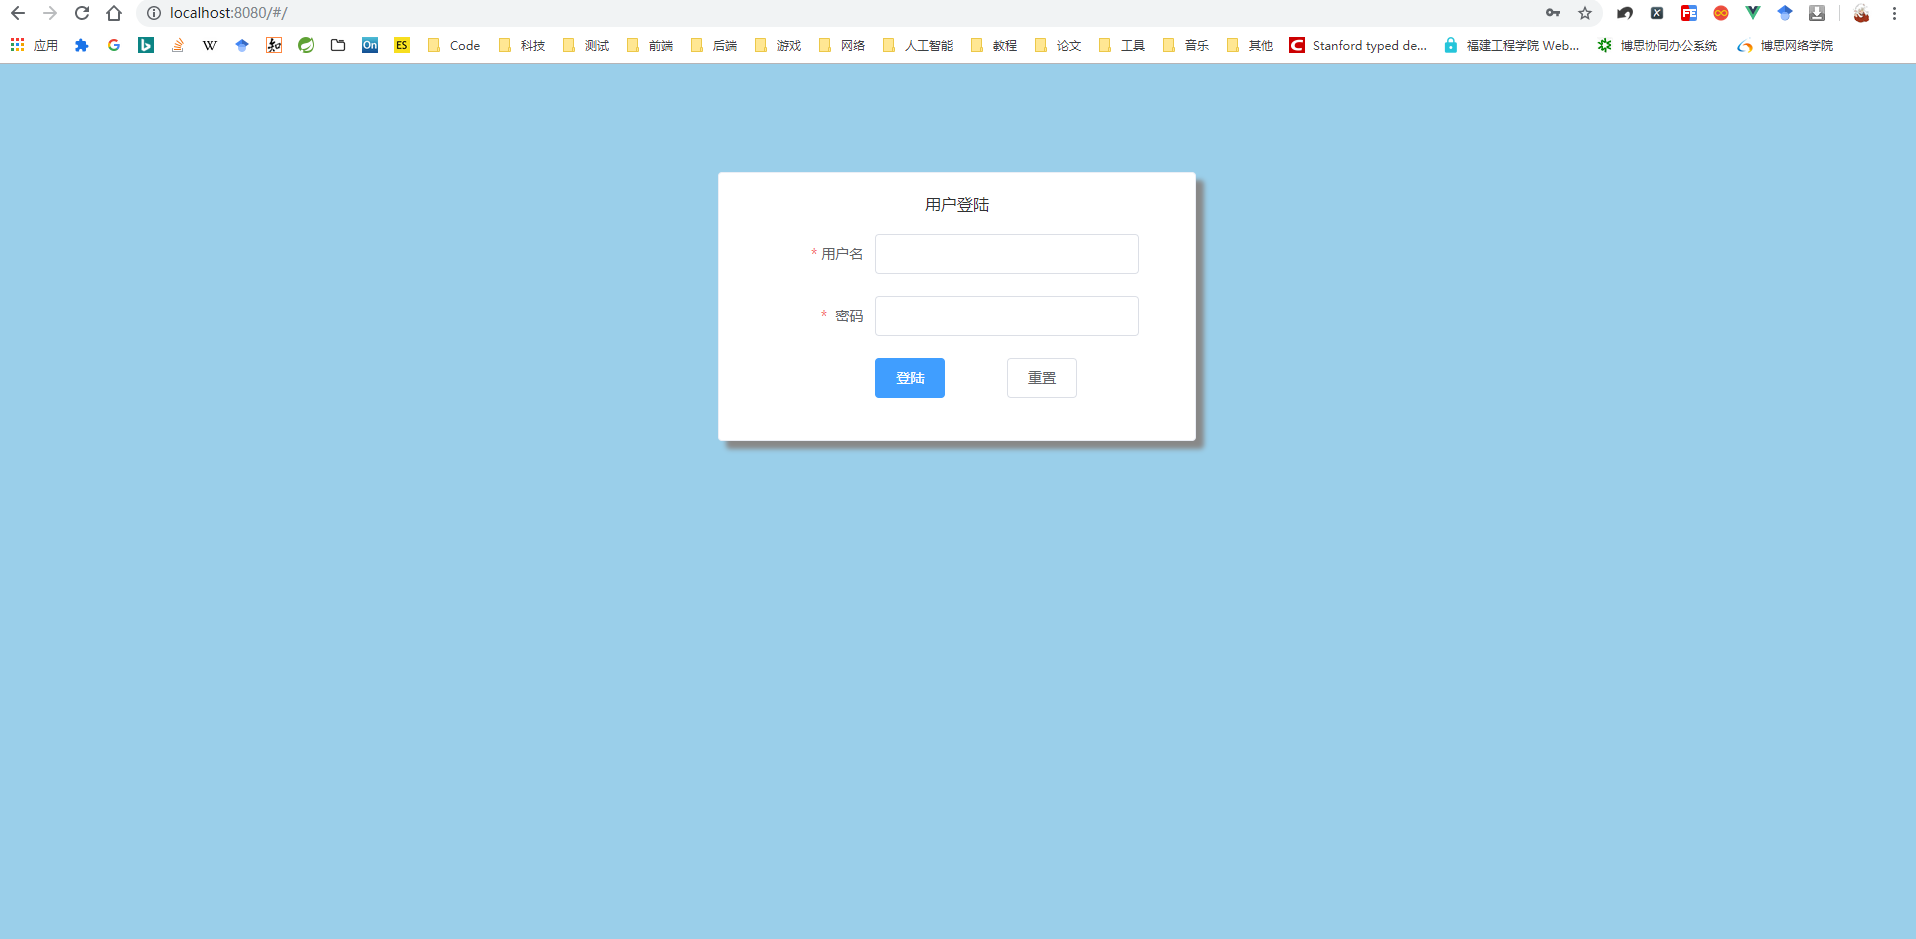 localhost:8080/#/
应用 G b W 知 On ES Code 科技 测试 前端 后端 游戏 网络 人工智能 教程 论文 工具 音乐 其他 C Stanford typed de... 福建工程学院 Web... 博思协同办公系统 博思网络学院
用户登陆
* 用户名
* 密码
登陆 重置